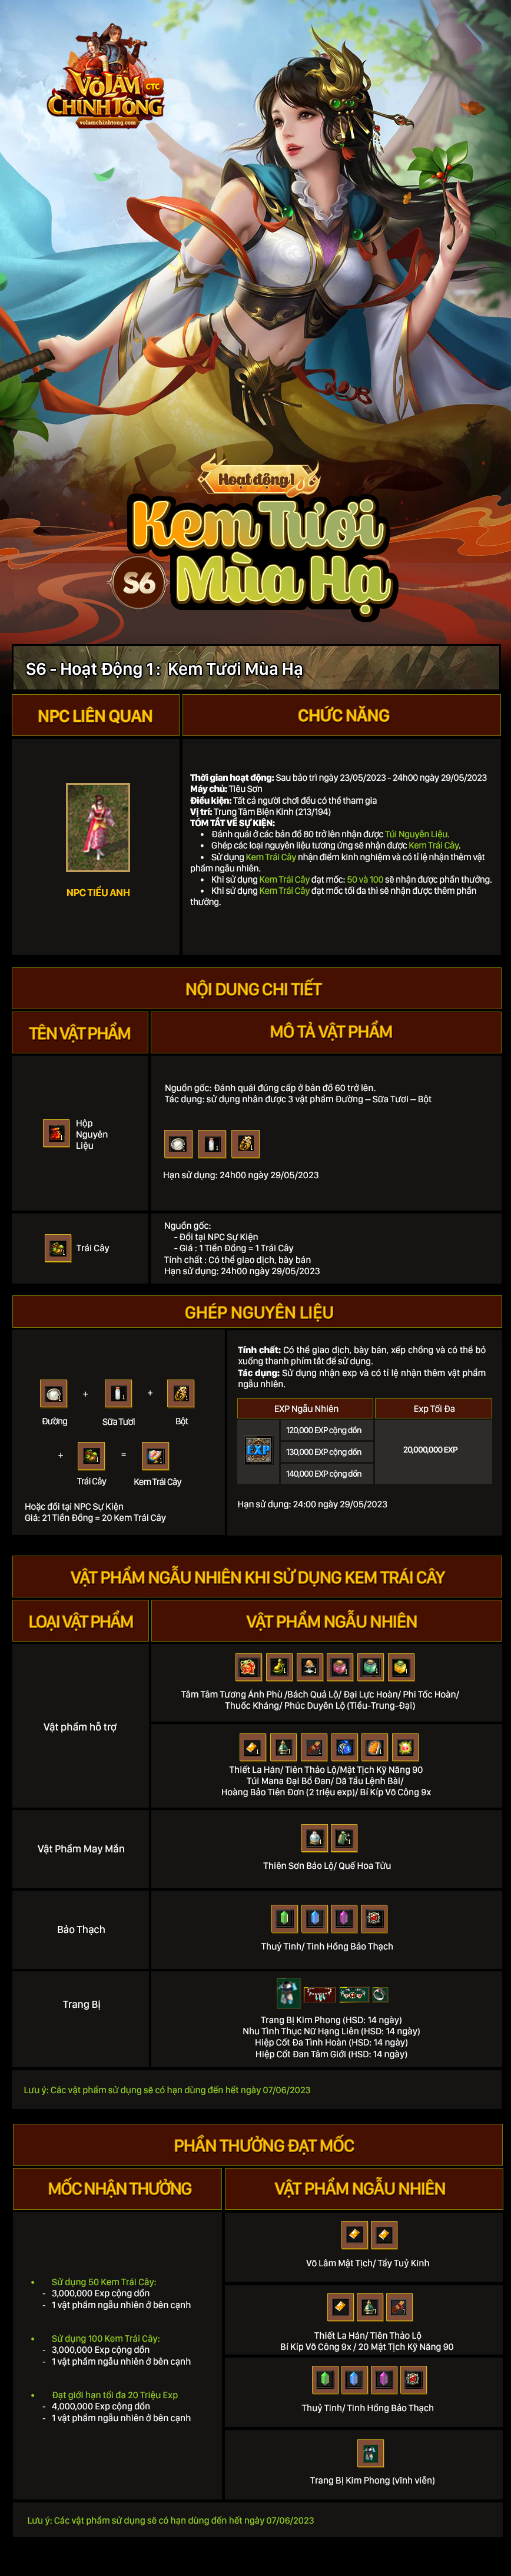 VÕ LÂM
CTC
CHÍNH TÔNG
volamchinhtong.com
Hoạt động 1
Kem Tươi
S6
Mùa Hạ
S6 - Hoạt Động 1: Kem Tươi Mùa Hạ
NPC LIÊN QUAN
CHỨC NĂNG
NPC TIỂU ANH
Thời gian hoạt động: Sau bảo trì ngày 23/05/2023 - 24h00 ngày 29/05/2023
Máy chủ: Tiêu Sơn
Điều kiện: Tất cả người chơi đều có thể tham gia
Vị trí: Trung Tâm Biện Kinh (213/194)
TÓM TẮT VỀ SỰ KIỆN:
• Đánh quái ở các bản đồ 80 trở lên nhận được Túi Nguyên Liệu.
• Ghép các loại nguyên liệu tương ứng sẽ nhận được Kem Trái Cây.
• Sử dụng Kem Trái Cây nhận điểm kinh nghiệm và có tỉ lệ nhận thêm vật
phẩm ngẫu nhiên.
• Khi sử dụng Kem Trái Cây đạt mốc: 50 và 100 sẽ nhận được phần thưởng.
• Khi sử dụng Kem Trái Cây đạt mốc tối đa thì sẽ nhận được thêm phần
thưởng.
NỘI DUNG CHI TIẾT
TÊN VẬT PHẨM
MÔ TẢ VẬT PHẨM
Hộp
Nguyên
Liệu
Nguồn gốc: Đánh quái đúng cấp ở bản đồ 60 trở lên.
Tác dụng: sử dụng nhân được 3 vật phẩm Đường – Sữa Tươi – Bột
Hạn sử dụng: 24h00 ngày 29/05/2023
Trái Cây
Nguồn gốc:
- Đổi tại NPC Sự Kiện
- Giá : 1 Tiền Đồng = 1 Trái Cây
Tính chất : Có thể giao dịch, bày bán
Hạn sử dụng: 24h00 ngày 29/05/2023
GHÉP NGUYÊN LIỆU
+
+
Đường
Sữa Tươi
Bột
+
=
Trái Cây
Kem Trái Cây
Hoặc đổi tại NPC Sự Kiện
Giá: 21 Tiền Đồng = 20 Kem Trái Cây
Tính chất: Có thể giao dịch, bày bán, xếp chồng và có thể bỏ
xuống thanh phím tắt để sử dụng.
Tác dụng: Sử dụng nhận exp và có tỉ lệ nhận thêm vật phẩm
ngẫu nhiên.
EXP Ngẫu Nhiên
Exp Tối Đa
EXP
120,000 EXP cộng dồn
130,000 EXP cộng dồn
140,000 EXP cộng dồn
20,000,000 EXP
Hạn sử dụng: 24:00 ngày 29/05/2023
VẬT PHẨM NGẪU NHIÊN KHI SỬ DỤNG KEM TRÁI CÂY
LOẠI VẬT PHẨM
VẬT PHẨM NGẪU NHIÊN
Vật phẩm hỗ trợ
Tâm Tâm Tương Ánh Phù /Bách Quả Lộ/ Đại Lực Hoàn/ Phi Tốc Hoàn/
Thuốc Kháng/ Phúc Duyên Lộ (Tiểu-Trung-Đại)
Thiết La Hán/ Tiên Thảo Lộ/Mật Tịch Kỹ Năng 90
Túi Mana Đại Bổ Đan/ Dã Tẩu Lệnh Bài/
Hoàng Bảo Tiên Đơn (2 triệu exp)/ Bí Kíp Võ Công 9x
Vật Phẩm May Mắn
Thiên Sơn Bảo Lộ/ Quế Hoa Tửu
Bảo Thạch
Thuỷ Tinh/ Tinh Hồng Bảo Thạch
Trang Bị
Trang Bị Kim Phong (HSD: 14 ngày)
Nhu Tình Thục Nữ Hạng Liên (HSD: 14 ngày)
Hiệp Cốt Đa Tình Hoàn (HSD: 14 ngày)
Hiệp Cốt Đan Tâm Giới (HSD: 14 ngày)
Lưu ý: Các vật phẩm sử dụng sẽ có hạn dùng đến hết ngày 07/06/2023
PHẦN THƯỞNG ĐẠT MỐC
MỐC NHẬN THƯỞNG
VẬT PHẨM NGẪU NHIÊN
• Sử dụng 50 Kem Trái Cây:
- 3,000,000 Exp cộng dồn
- 1 vật phẩm ngẫu nhiên ở bên cạnh
• Sử dụng 100 Kem Trái Cây:
- 3,000,000 Exp cộng dồn
- 1 vật phẩm ngẫu nhiên ở bên cạnh
• Đạt giới hạn tối đa 20 Triệu Exp
- 4,000,000 Exp cộng dồn
- 1 vật phẩm ngẫu nhiên ở bên cạnh
Võ Lâm Mật Tịch/ Tẩy Tuỷ Kinh
Thiết La Hán/ Tiên Thảo Lộ
Bí Kíp Võ Công 9x / 20 Mật Tịch Kỹ Năng 90
Thuỷ Tinh/ Tinh Hồng Bảo Thạch
Trang Bị Kim Phong (vĩnh viễn)
Lưu ý: Các vật phẩm sử dụng sẽ có hạn dùng đến hết ngày 07/06/2023